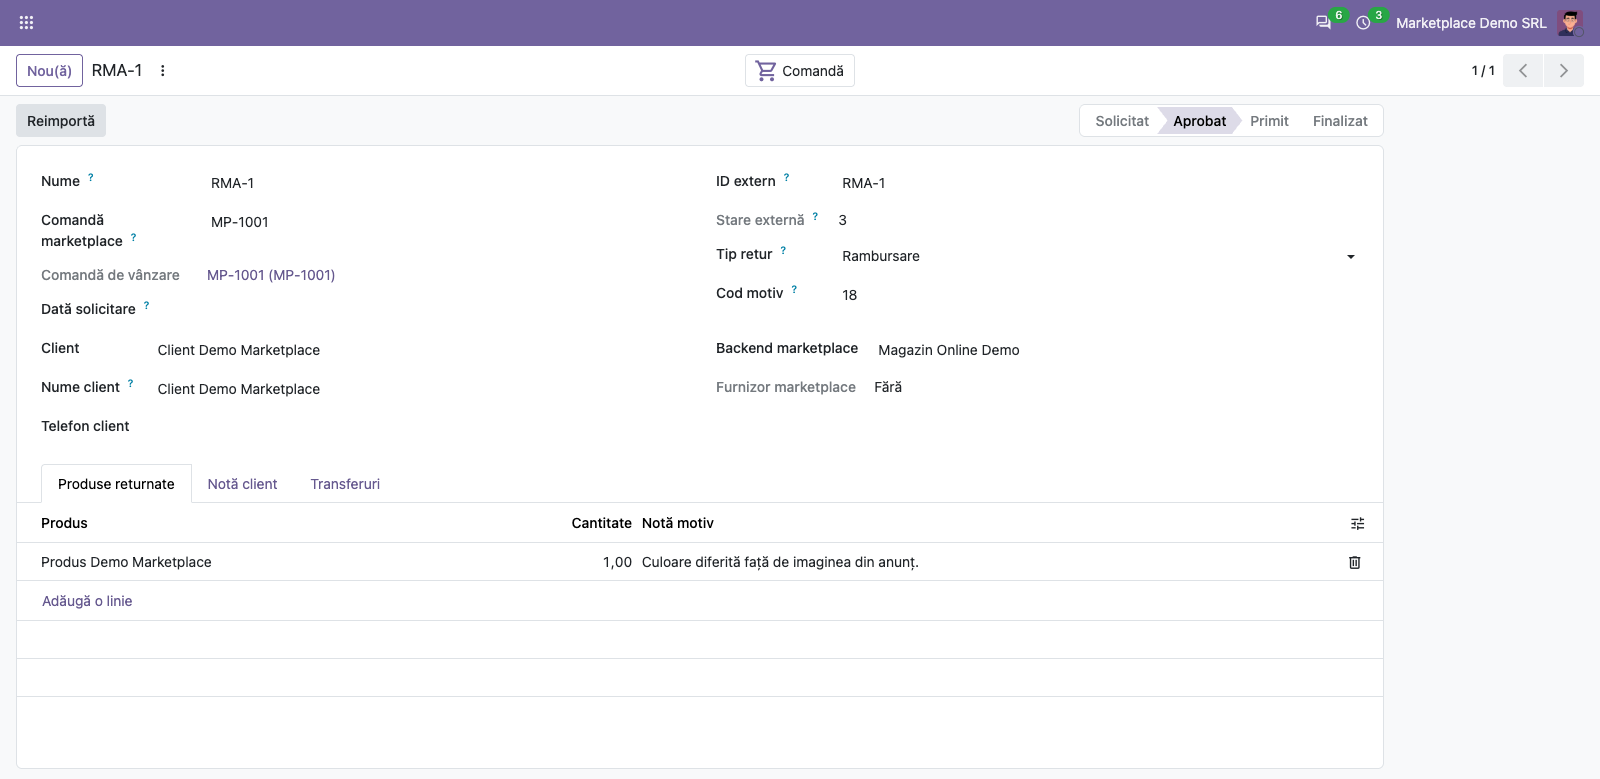 6
3
Marketplace Demo SRL
Nou(ă)
RMA-1
Comandă
1 / 1
Reimportă
Solicitat
Aprobat
Primit
Finalizat
Nume ?
RMA-1
ID extern ?
RMA-1
Comandă
marketplace ?
MP-1001
Stare externă ?
3
Comandă de vânzare
MP-1001 (MP-1001)
Tip retur ?
Rambursare
Dată solicitare ?
Cod motiv ?
18
Client
Client Demo Marketplace
Backend marketplace
Magazin Online Demo
Nume client ?
Client Demo Marketplace
Furnizor marketplace
Fără
Telefon client
Produse returnate
Notă client
Transferuri
Produs
Cantitate
Notă motiv
Produs Demo Marketplace
1,00
Culoare diferită față de imaginea din anunț.
Adăugă o linie